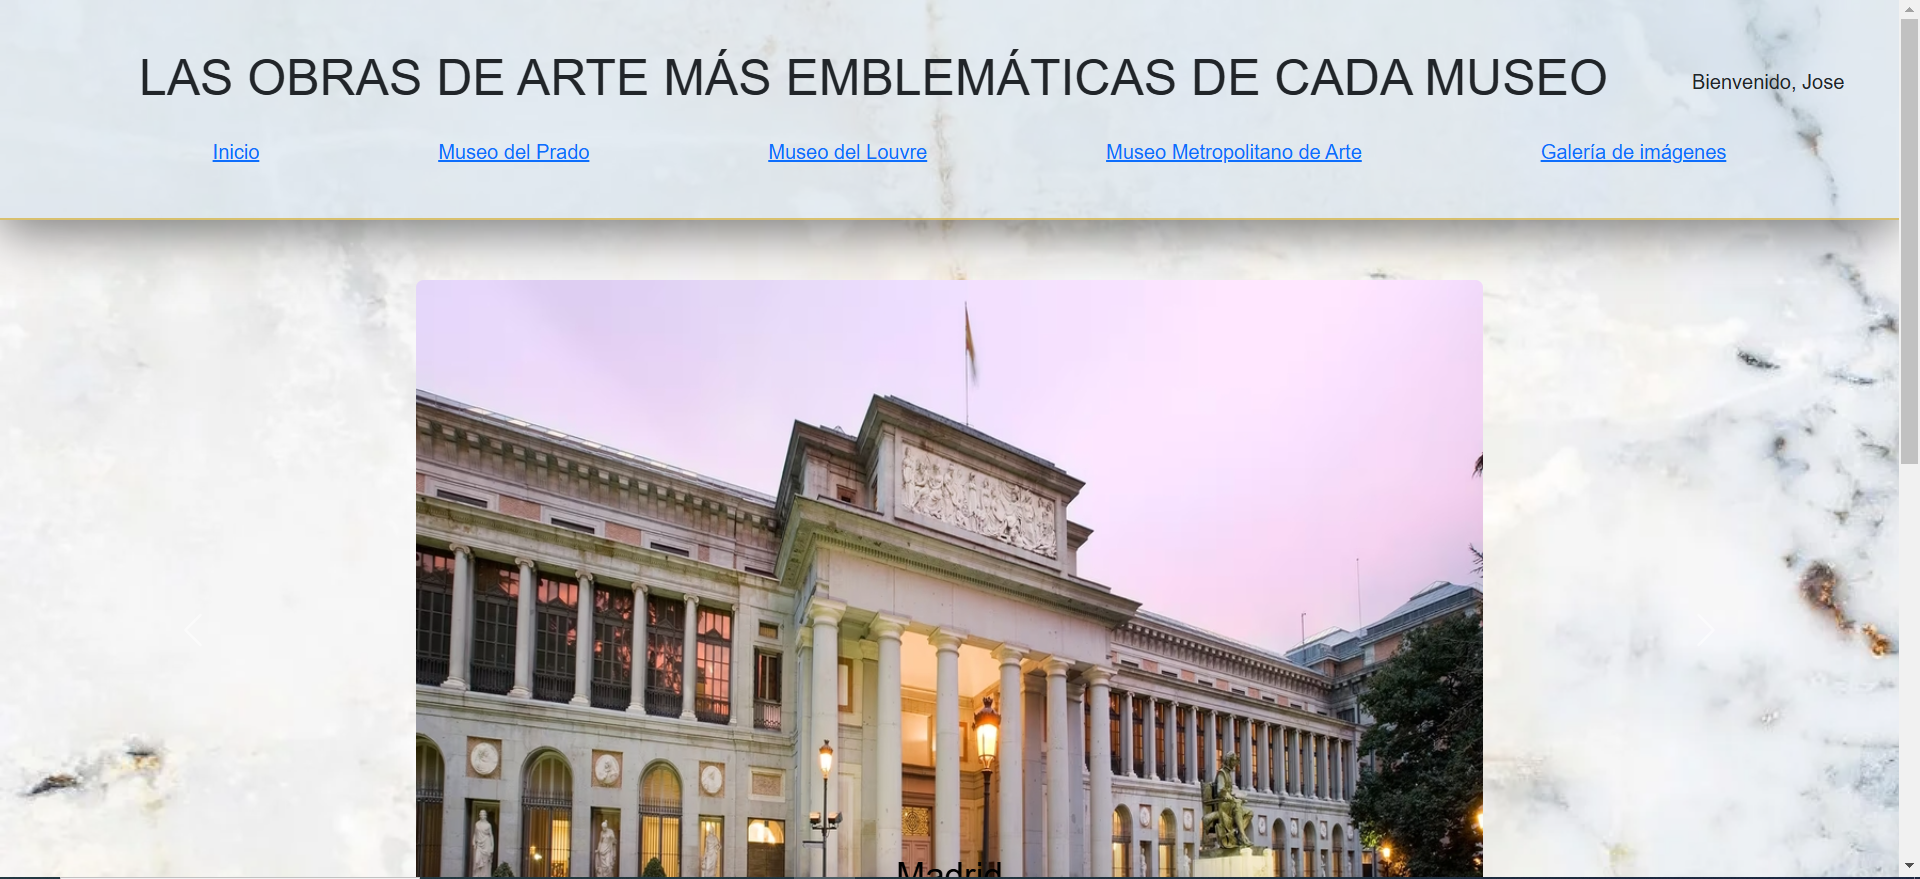 LAS OBRAS DE ARTE MÁS EMBLEMÁTICAS DE CADA MUSEO
Bienvenido, Jose
Inicio Museo del Prado Museo del Louvre Museo Metropolitano de Arte Galería de imágenes
Madrid